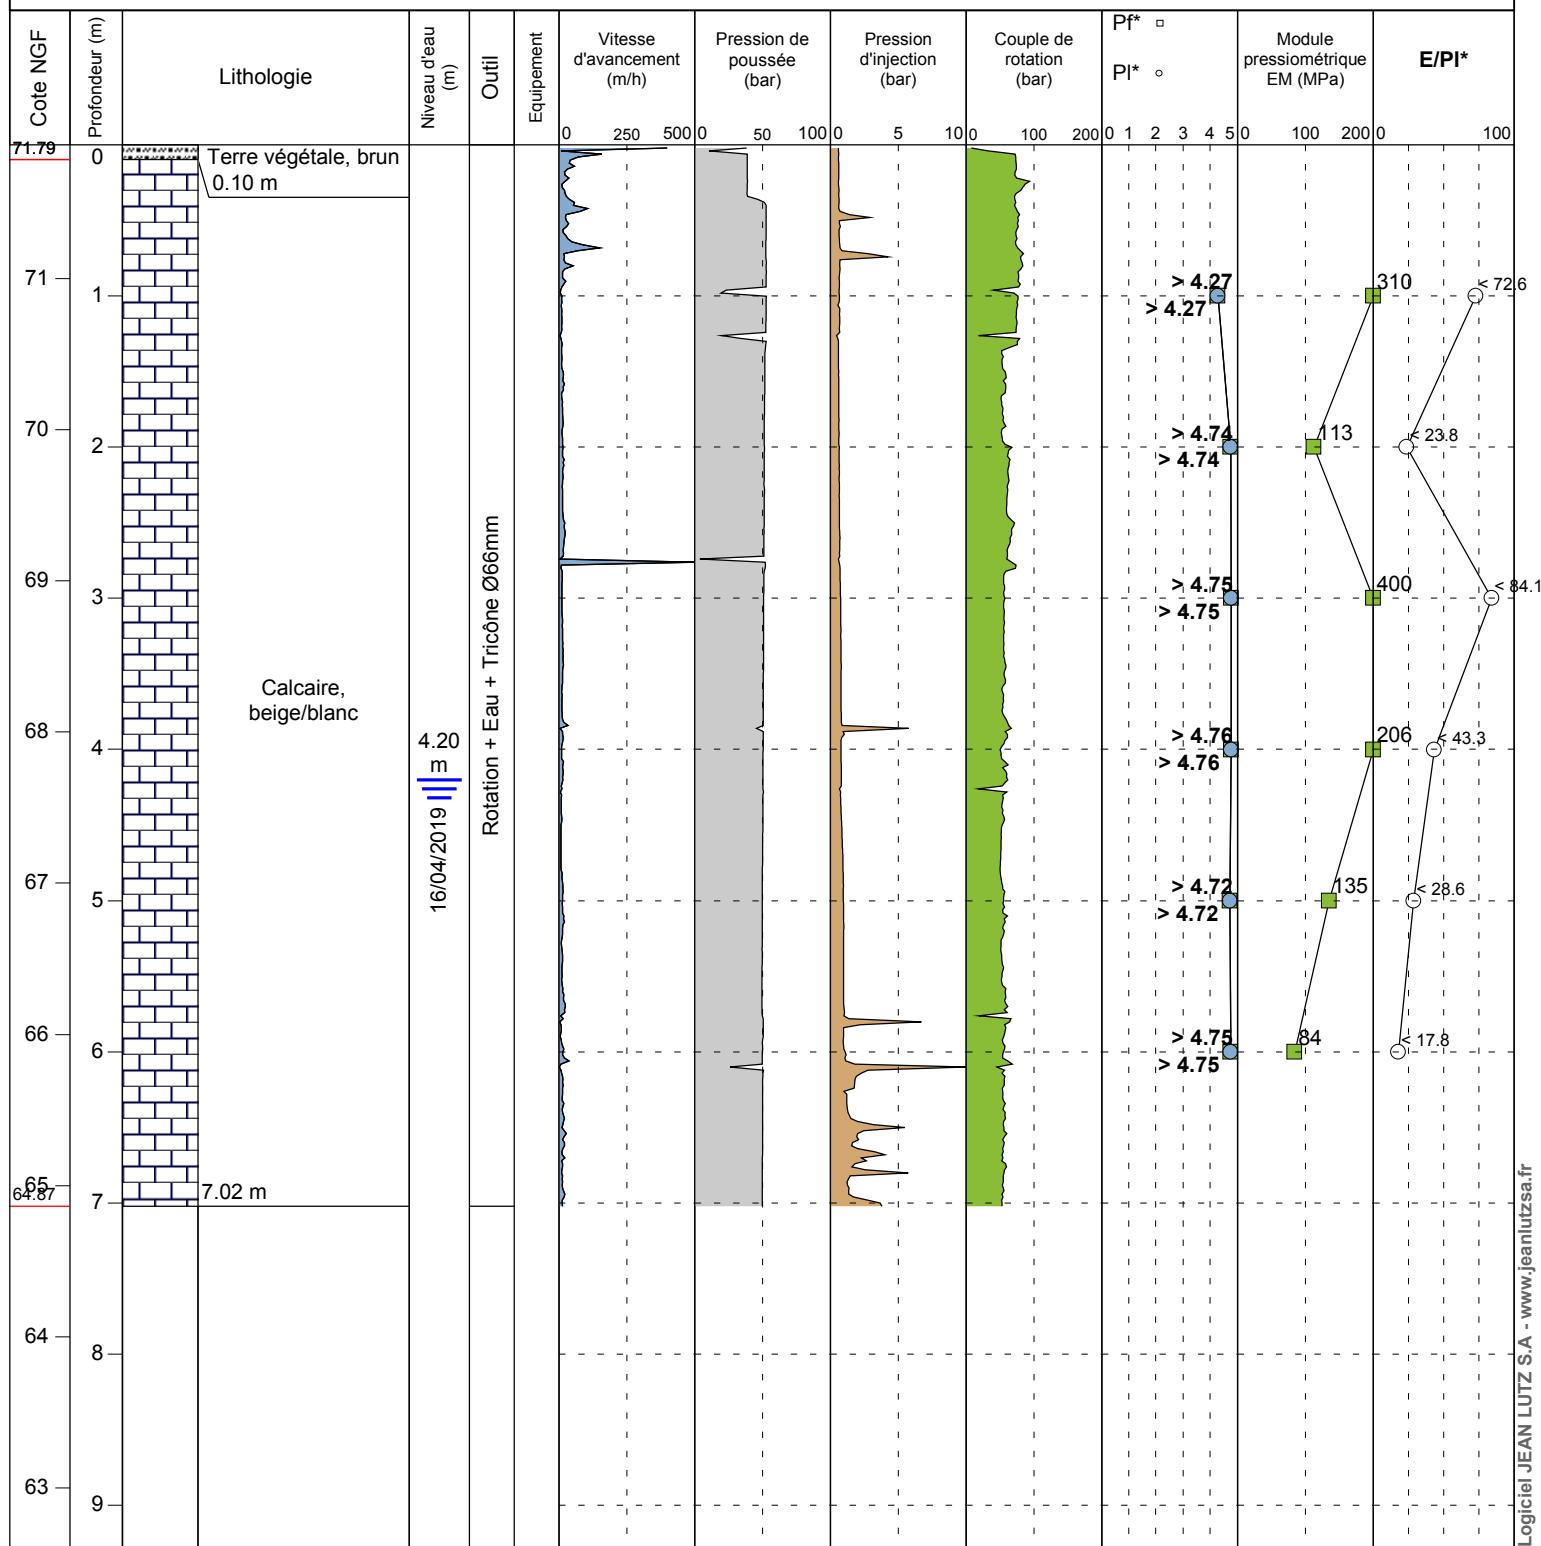 Cote NGF
Profondeur (m)
Lithologie
Niveau d'eau
(m)
Outil
Equipement
Vitesse
d'avancement
(m/h)
Pression de
poussée
(bar)
Pression
d'injection
(bar)
Couple de
rotation
(bar)
Pf*
Pl*
Module
pressiométrique
EM (MPa)
E/Pl*
0 250 500
0 50 100
0 5 10
0 100 200
0 1 2 3 4 5
0 100 200
0 100
71.79
0
Terre végétale, brun
0.10 m
71
1
> 4.27
> 4.27
310
< 72.6
70
2
> 4.74
> 4.74
113
< 23.8
69
3
> 4.75
> 4.75
400
< 84.1
Calcaire,
beige/blanc
68
4
4.20
m
16/04/2019
Rotation + Eau + Tricône Ø66mm
> 4.76
> 4.76
206
< 43.3
67
5
> 4.72
> 4.72
135
< 28.6
66
6
> 4.75
> 4.75
84
< 17.8
65
64.87
7.02 m
7
64
8
63
9
Logiciel JEAN LUTZ S.A - www.jeanlutzsa.fr